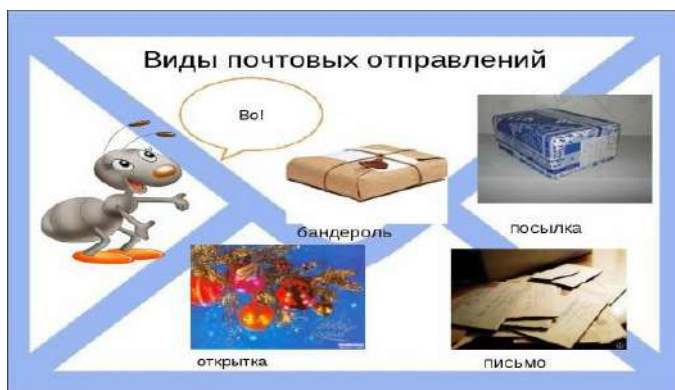 Виды почтовых отправлений
Во!
бандероль
посылка
открытка
письмо